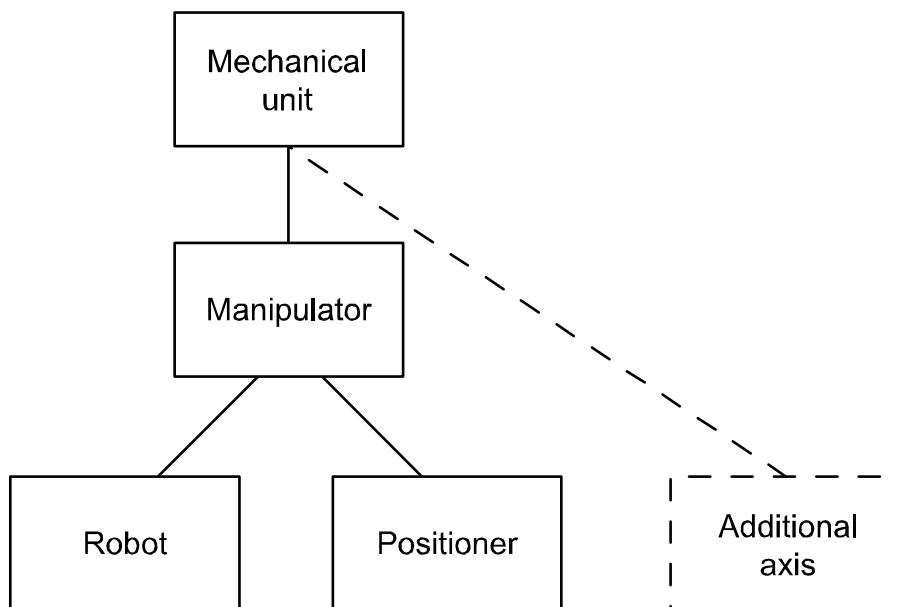 Mechanical
unit
Manipulator
Robot
Positioner
Additional
axis